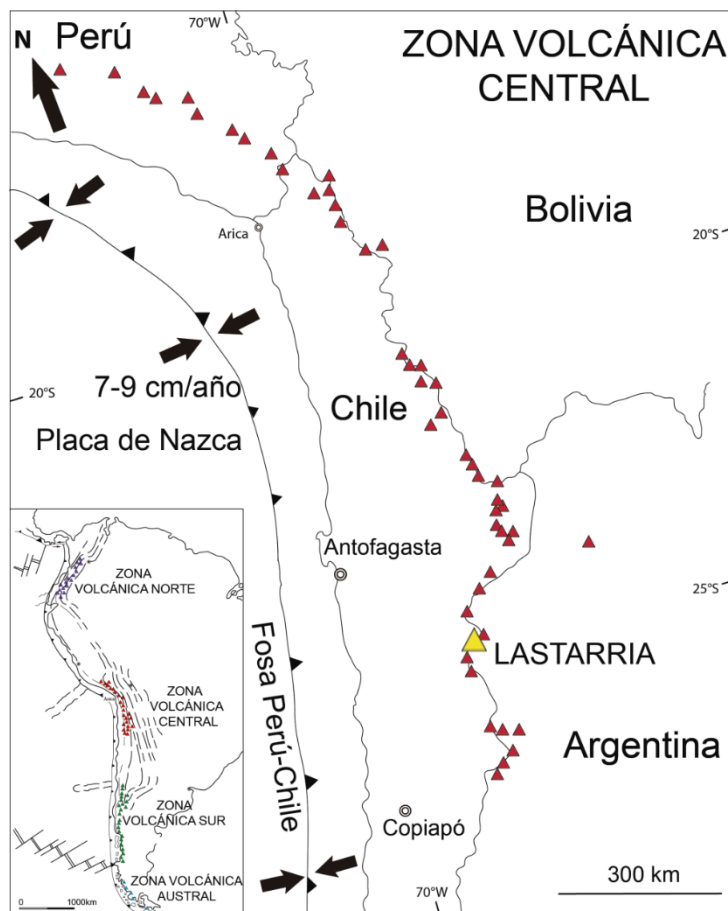 70°W
Perú
N
ZONA VOLCÁNICA
CENTRAL
Bolivia
Arica
20°S
7-9 cm/año
20°S
Chile
Placa de Nazca
Antofagasta
25°S
Fosa Perú-Chile
LASTARRIA
Argentina
Copiapó
70°W
300 km
ZONA
VOLCÁNICA NORTE
ZONA
VOLCÁNICA
CENTRAL
ZONA
VOLCÁNICA SUR
ZONA VOLCÁNICA
AUSTRAL
0 1000km